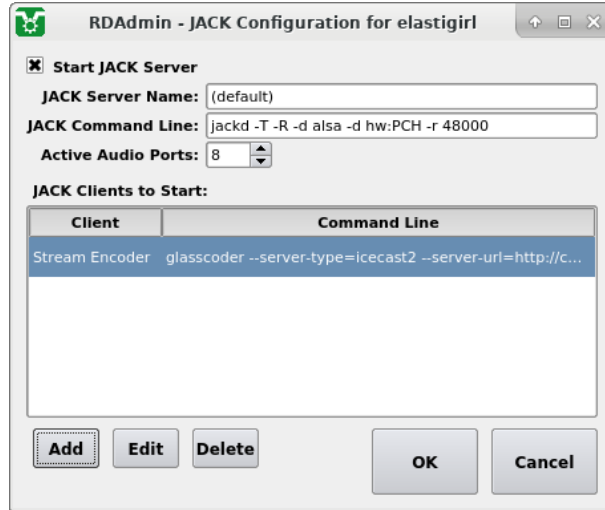 RDAdmin - JACK Configuration for elastigirl
Start JACK Server
JACK Server Name: (default)
JACK Command Line: jackd -T -R -d alsa -d hw:PCH -r 48000
Active Audio Ports: 8
JACK Clients to Start:
Client Command Line
Stream Encoder glasscoder --server-type=icecast2 --server-url=http://c...
Add Edit Delete OK Cancel